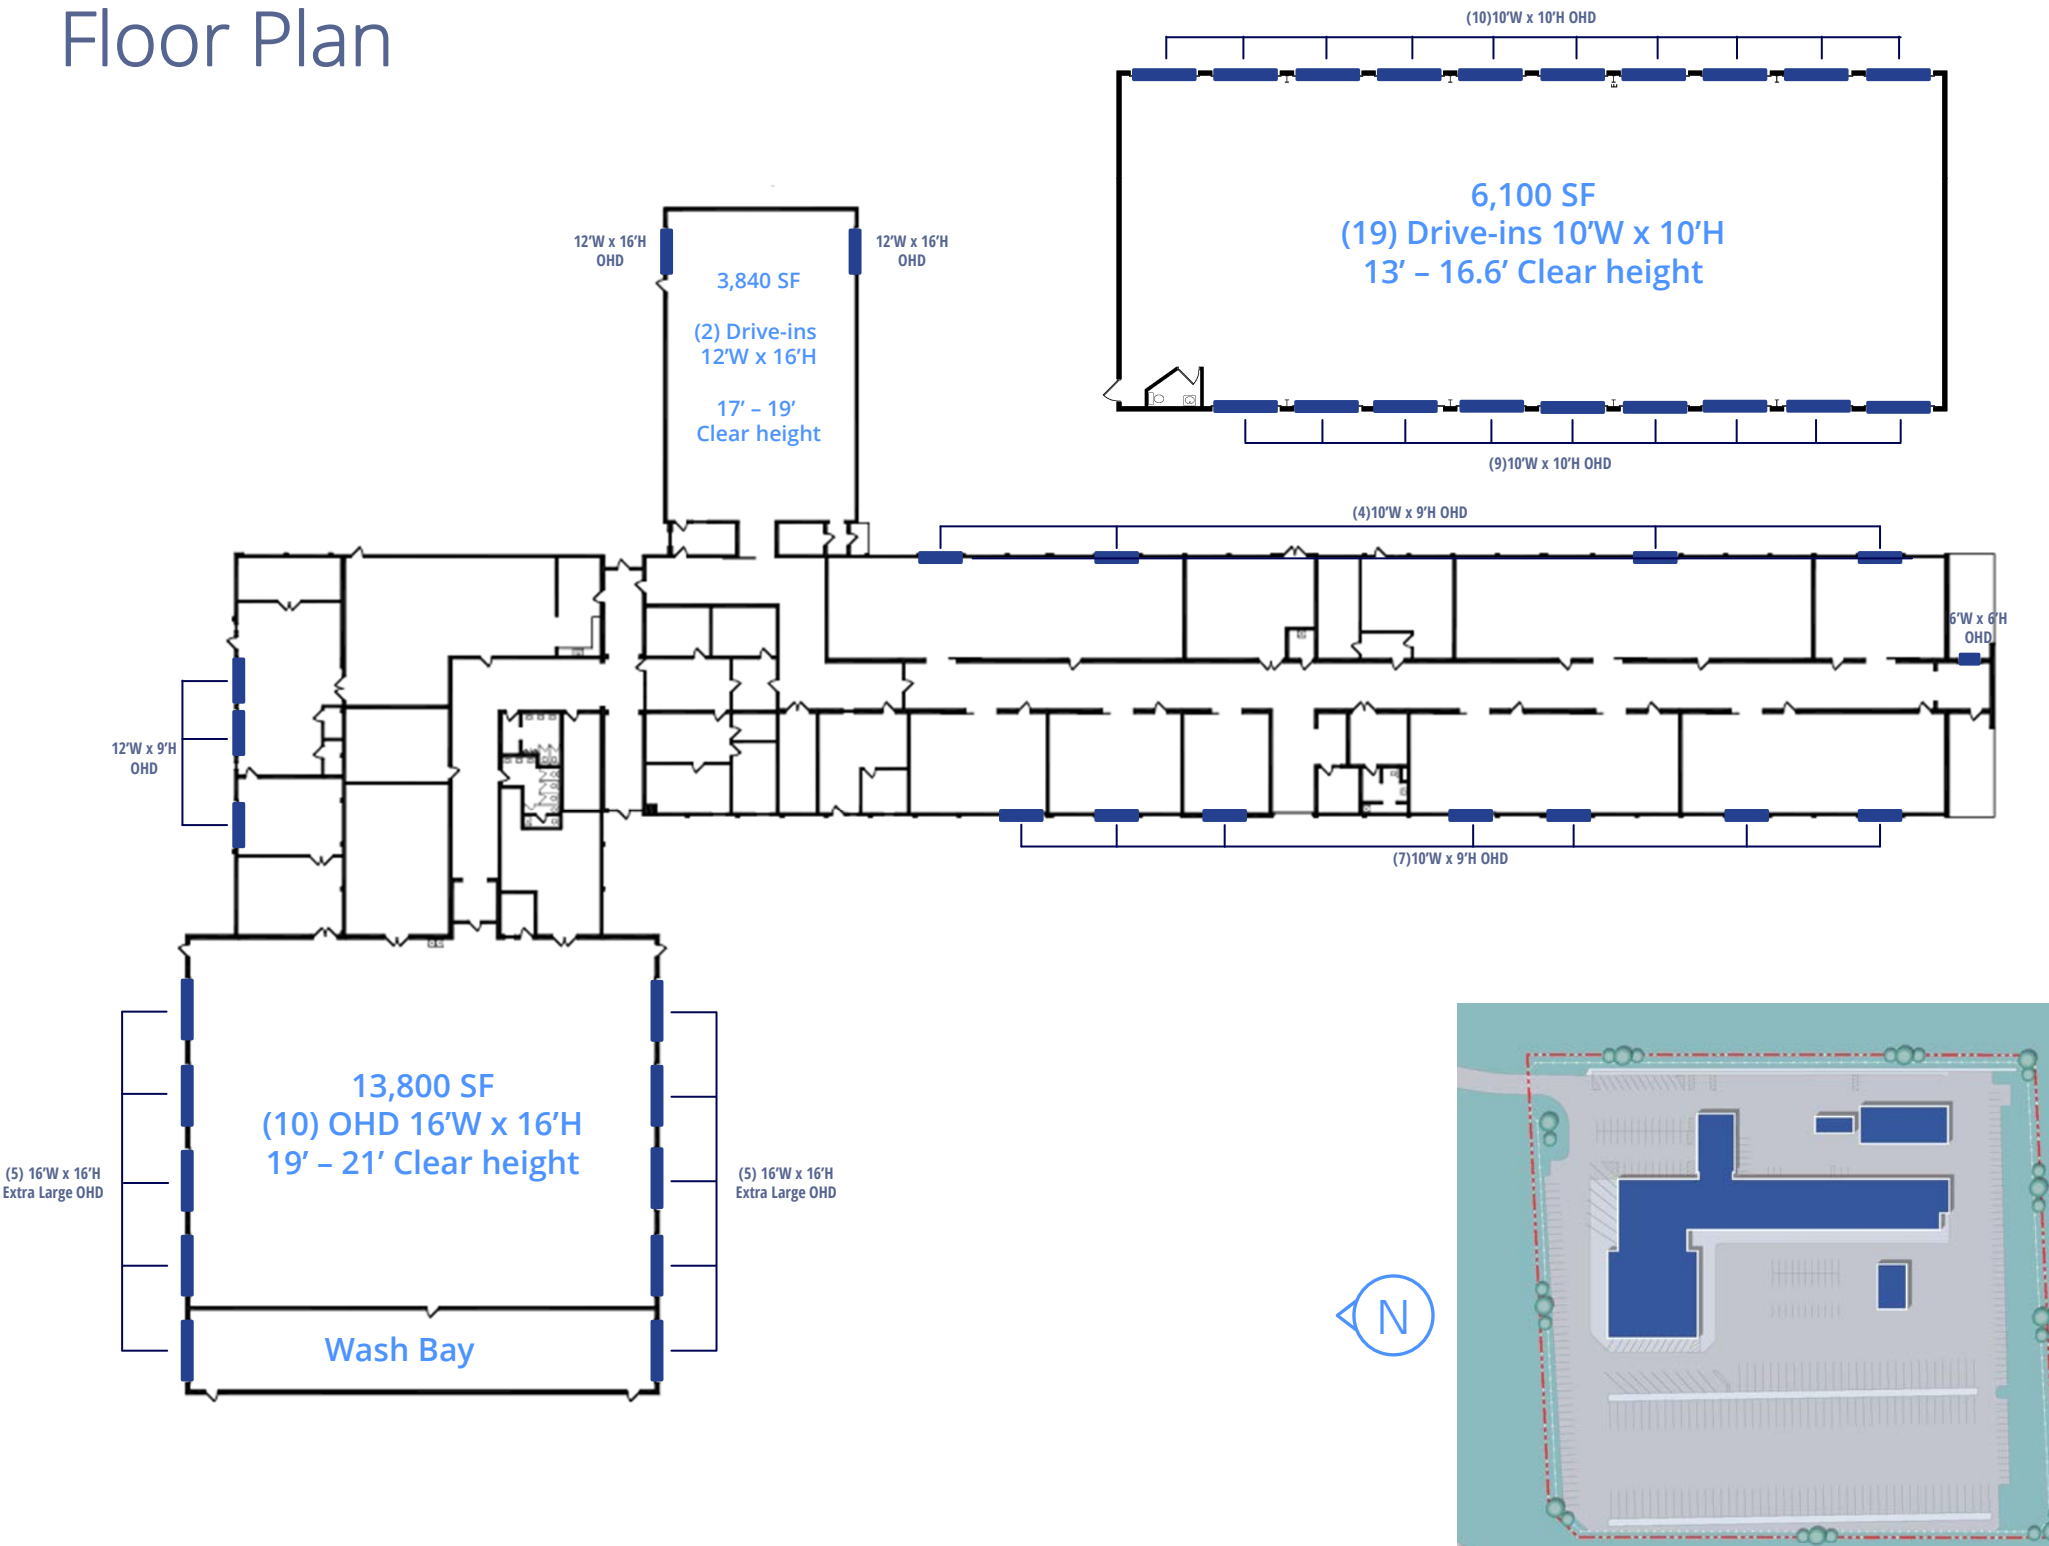 Floor Plan
(10)10'W x 10'H OHD
6,100 SF
(19) Drive-ins 10'W x 10'H
13' – 16.6' Clear height
(9)10'W x 10'H OHD
12'W x 16'H
OHD
12'W x 16'H
OHD
3,840 SF
(2) Drive-ins
12'W x 16'H
17' – 19'
Clear height
(4)10'W x 9'H OHD
6'W x 6'H
OHD
12'W x 9'H
OHD
(7)10'W x 9'H OHD
13,800 SF
(10) OHD 16'W x 16'H
19' – 21' Clear height
(5) 16'W x 16'H
Extra Large OHD
(5) 16'W x 16'H
Extra Large OHD
Wash Bay
N